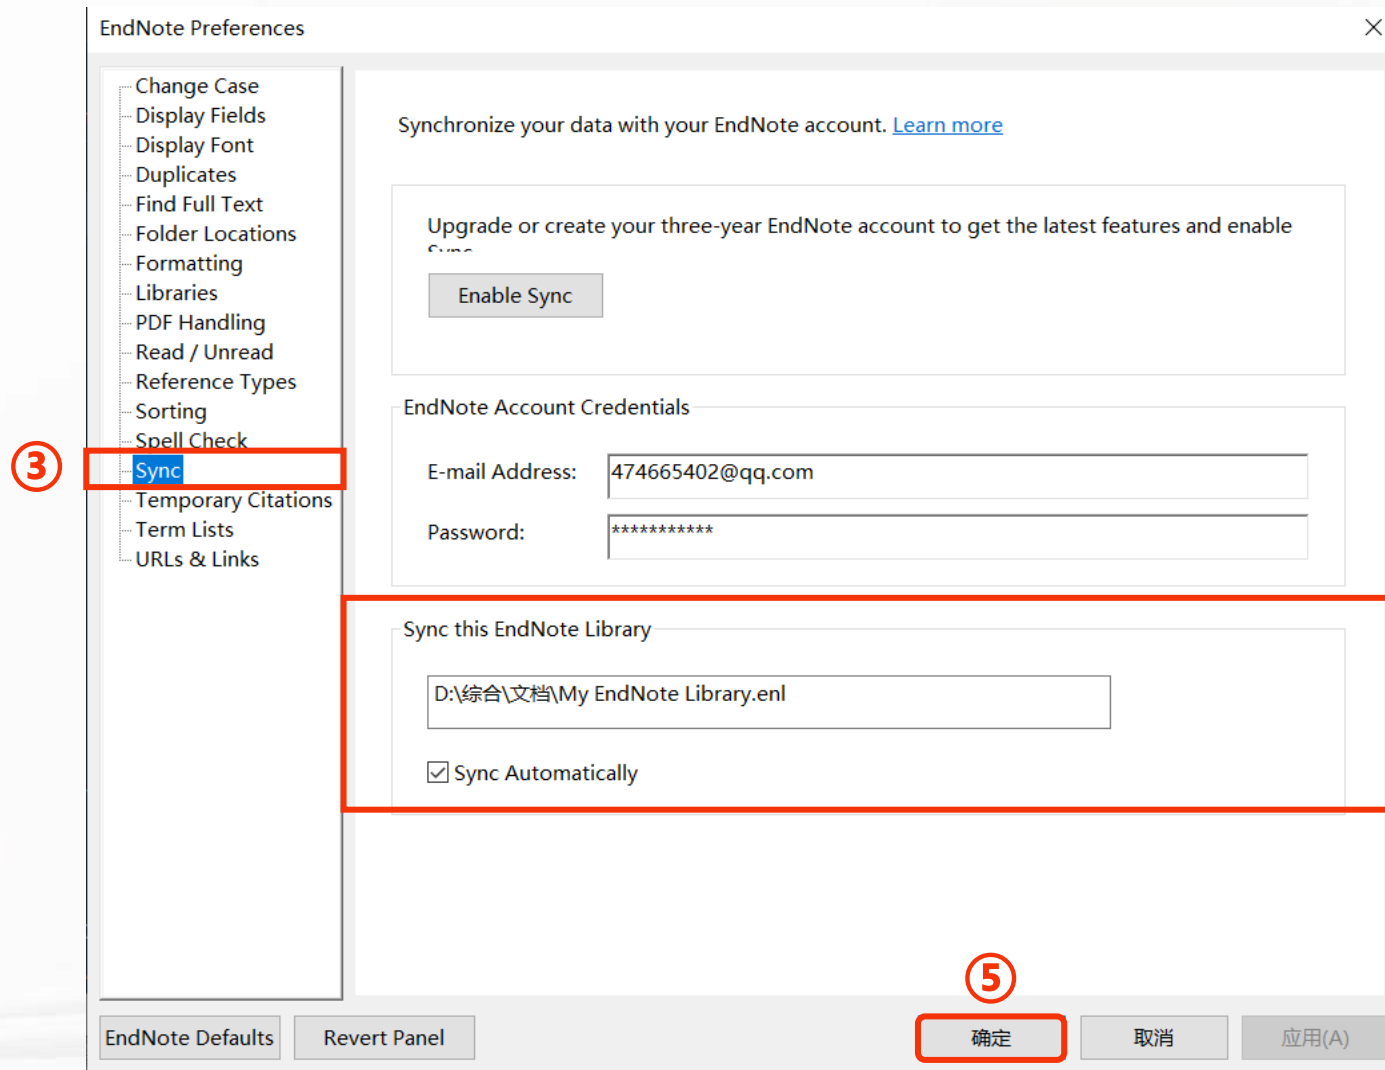 EndNote Preferences
Change Case
Display Fields
Display Font
Duplicates
Find Full Text
Folder Locations
Formatting
Libraries
PDF Handling
Read / Unread
Reference Types
Sorting
Spell Check
③
Sync
Temporary Citations
Term Lists
URLs & Links
Synchronize your data with your EndNote account. Learn more
Upgrade or create your three-year EndNote account to get the latest features and enable
Sync
Enable Sync
EndNote Account Credentials
E-mail Address: 474665402@qq.com
Password: ***********
Sync this EndNote Library
D:\综合\文档\My EndNote Library.enl
Sync Automatically
⑤
EndNote Defaults
Revert Panel
确定
取消
应用(A)